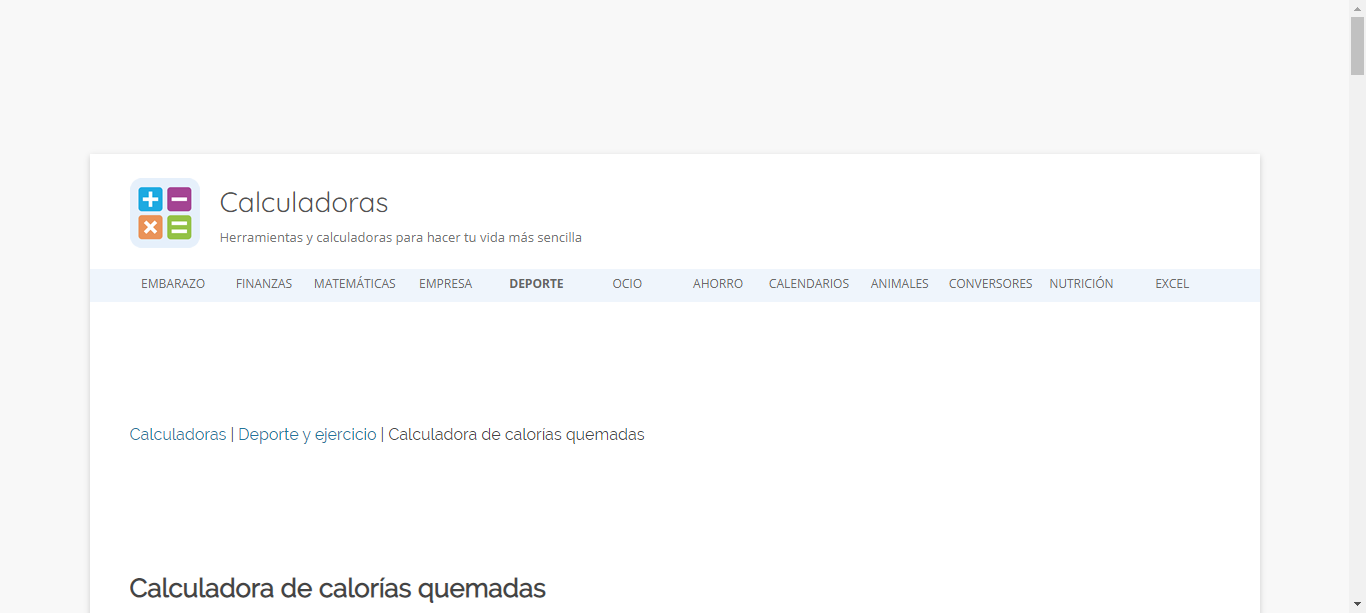 Calculadoras
Herramientas y calculadoras para hacer tu vida más sencilla
EMBARAZO FINANZAS MATEMÁTICAS EMPRESA DEPORTE OCIO AHORRO CALENDARIOS ANIMALES CONVERSORES NUTRICIÓN EXCEL
Calculadoras | Deporte y ejercicio | Calculadora de calorías quemadas
Calculadora de calorías quemadas